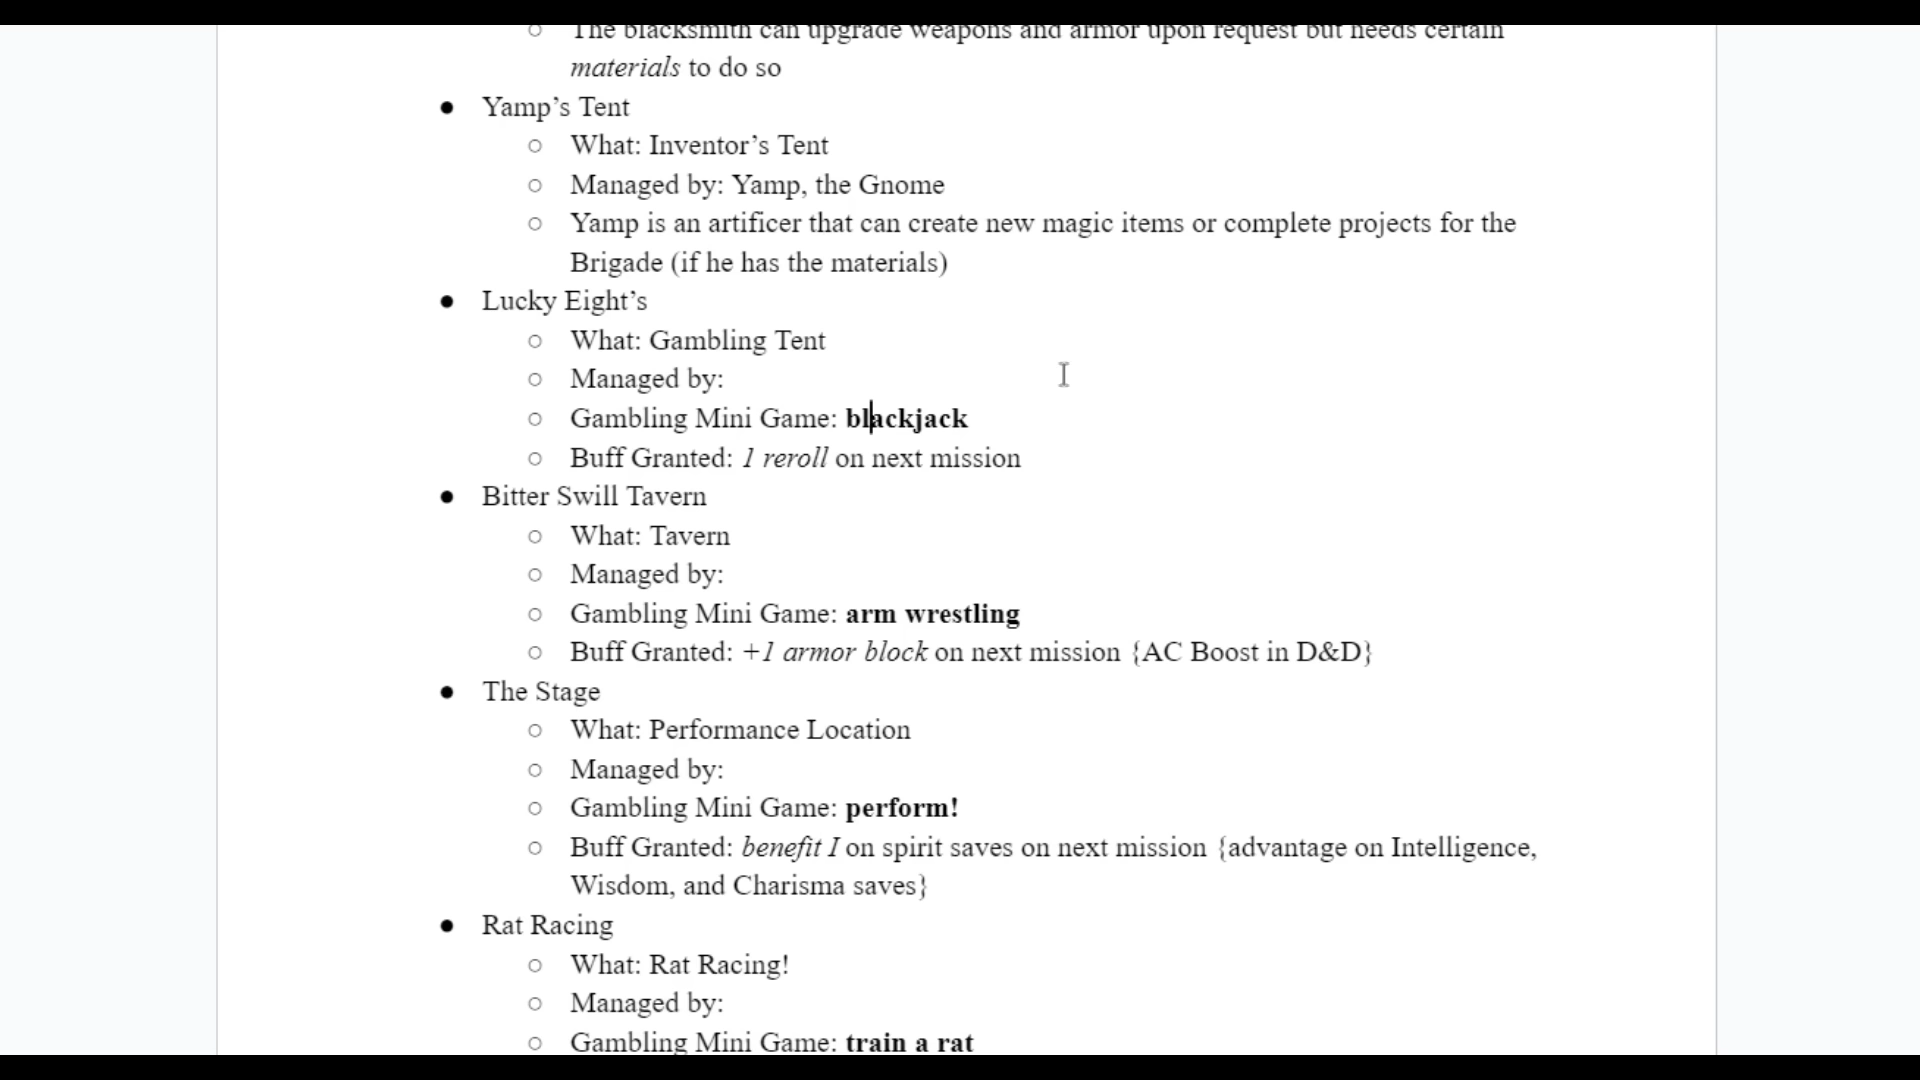 The blacksmith can upgrade weapons and armor upon request but needs certain
materials to do so
Yamp’s Tent
What: Inventor’s Tent
Managed by: Yamp, the Gnome
Yamp is an artificer that can create new magic items or complete projects for the
Brigade (if he has the materials)
Lucky Eight’s
What: Gambling Tent
Managed by:
Gambling Mini Game: blackjack
Buff Granted: 1 reroll on next mission
Bitter Swill Tavern
What: Tavern
Managed by:
Gambling Mini Game: arm wrestling
Buff Granted: +1 armor block on next mission {AC Boost in D&D}
The Stage
What: Performance Location
Managed by:
Gambling Mini Game: perform!
Buff Granted: benefit I on spirit saves on next mission {advantage on Intelligence,
Wisdom, and Charisma saves}
Rat Racing
What: Rat Racing!
Managed by:
Gambling Mini Game: train a rat